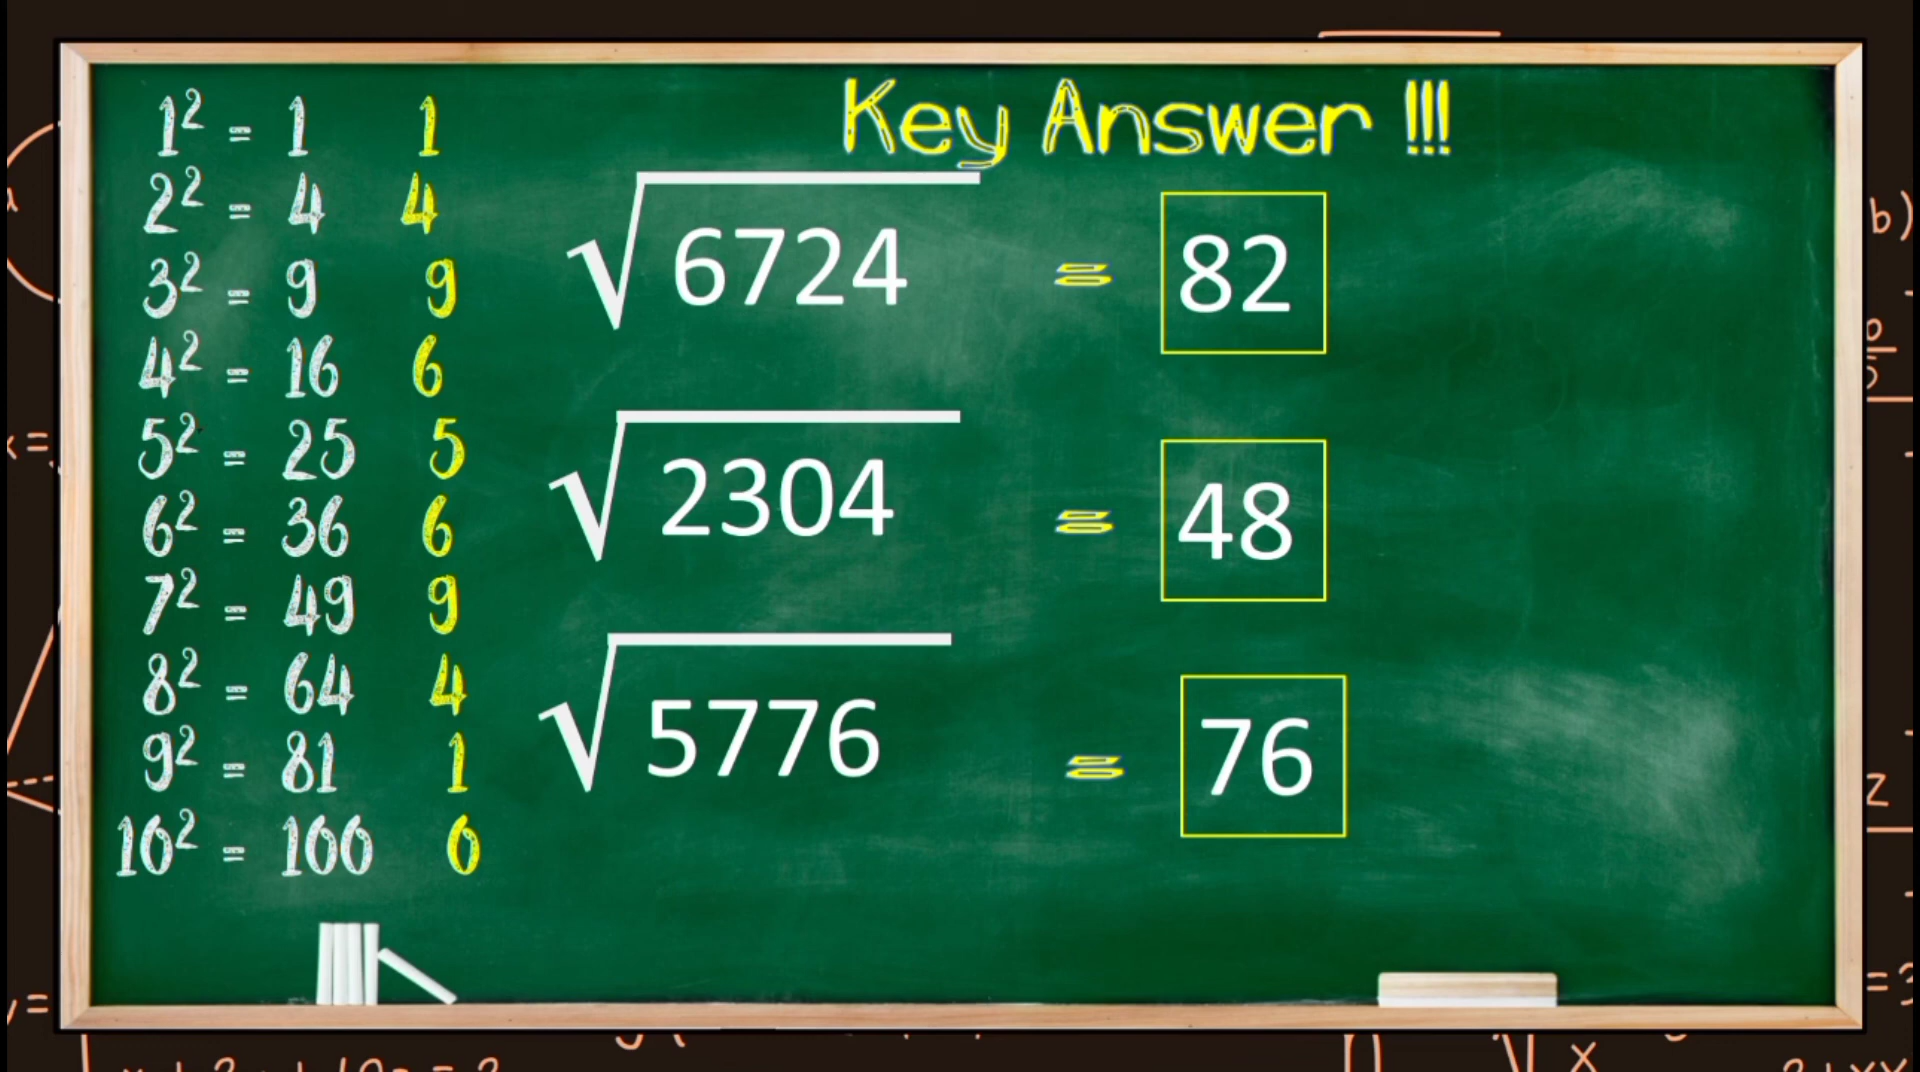 Key Answer !!!
1² = 1 1
2² = 4 4
3² = 9 9
4² = 16 6
5² = 25 5
6² = 36 6
7² = 49 9
8² = 64 4
9² = 81 1
10² = 100 0
√6724 = 82
√2304 = 48
√5776 = 76
b)
z
= 3
x